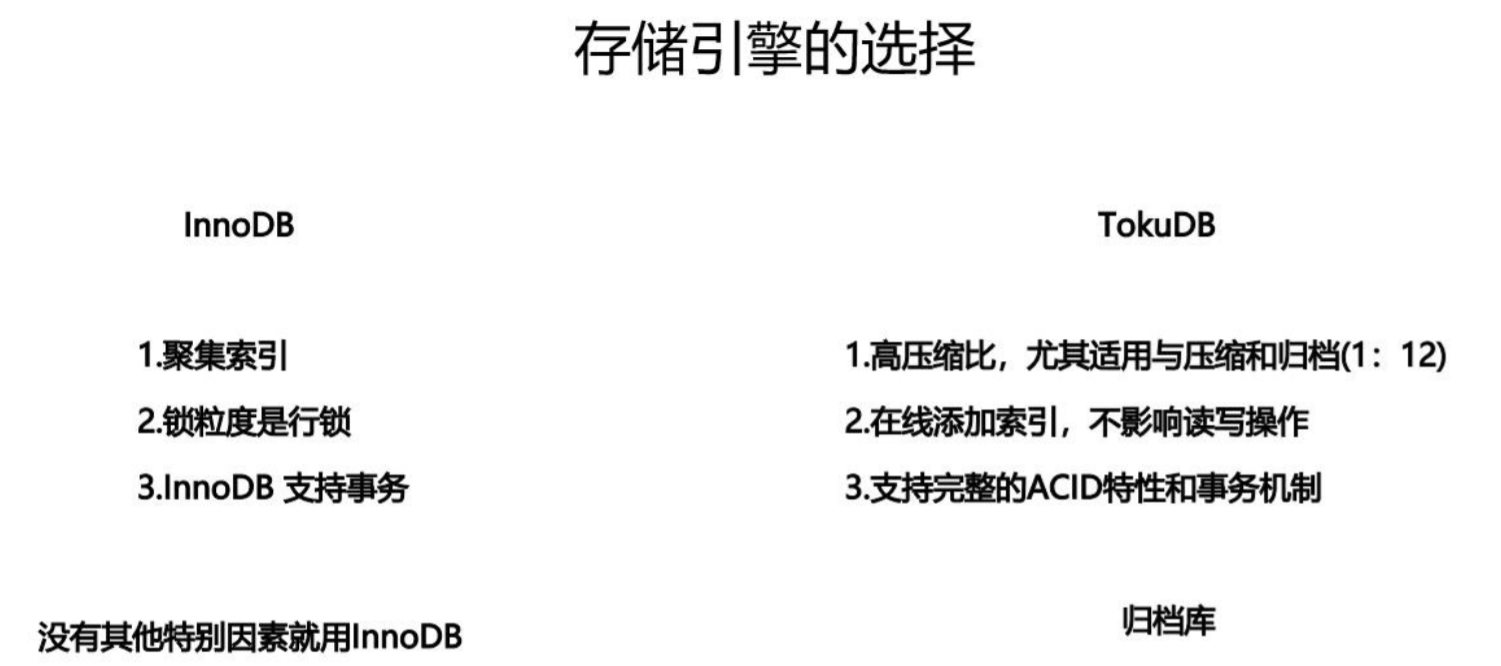 存储引擎的选择
InnoDB
1.聚集索引
2.锁粒度是行锁
3.InnoDB 支持事务
没有其他特别因素就用InnoDB
TokuDB
1.高压缩比，尤其适用与压缩和归档(1：12)
2.在线添加索引，不影响读写操作
3.支持完整的ACID特性和事务机制
归档库